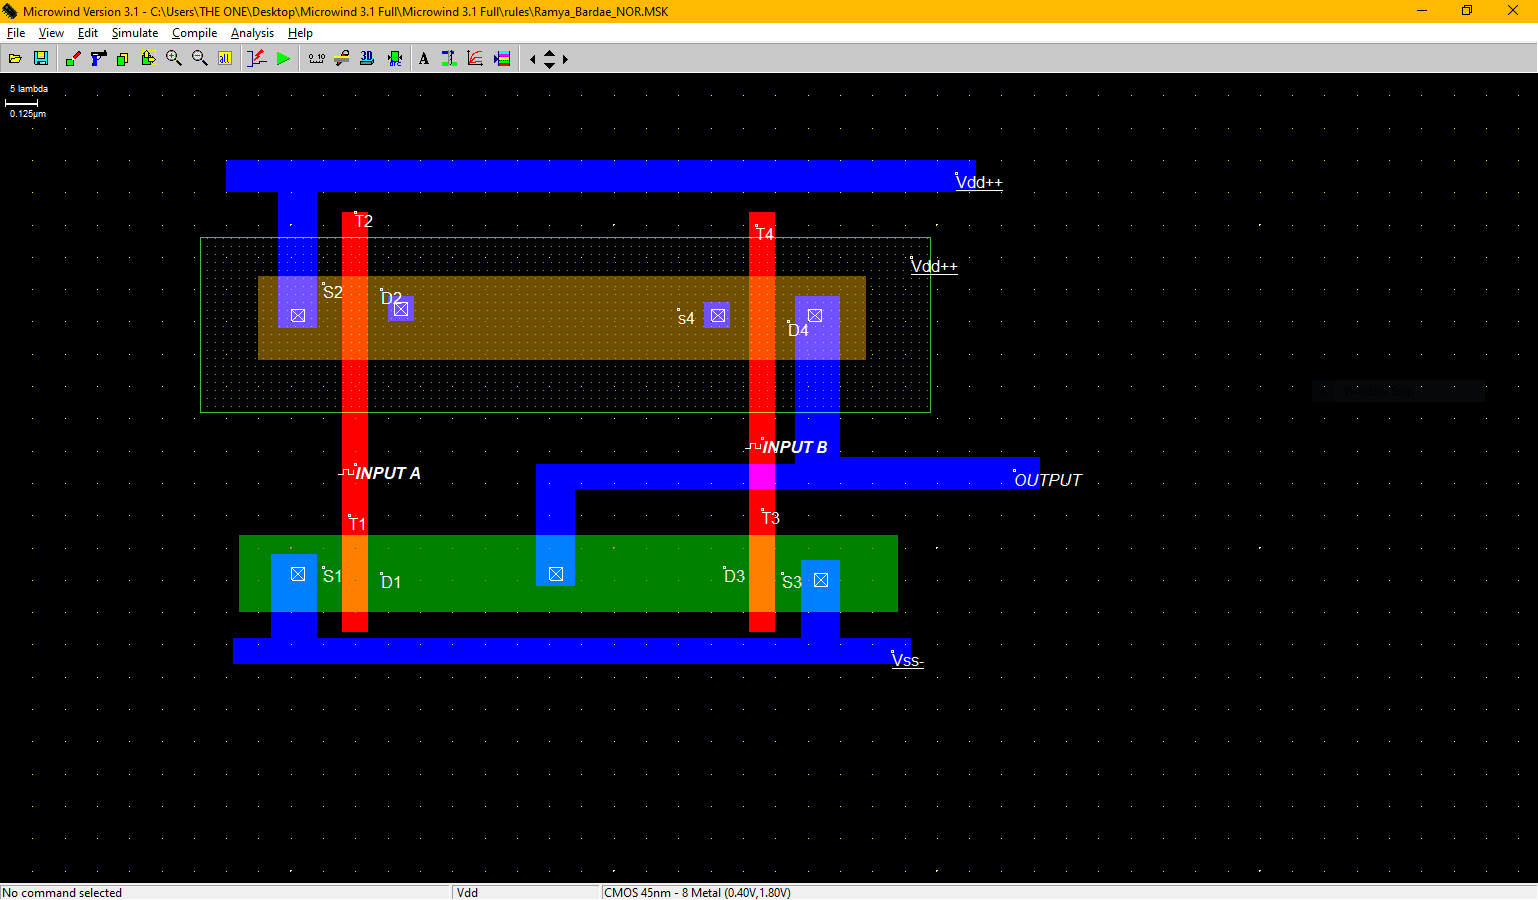 Microwind Version 3.1 - C:\Users\THE ONE\Desktop\Microwind 3.1 Full\Microwind 3.1 Full\rules\Ramya_Bardae_NOR.MSK
File View Edit Simulate Compile Analysis Help
5 lambda
0.125µm
Vdd++
T2
T4
Vdd++
S2
D2
s4
D4
INPUT B
INPUT A
OUTPUT
T1
T3
S1
D1
D3
S3
Vss-
No command selected
Vdd
CMOS 45nm - 8 Metal (0.40V,1.80V)